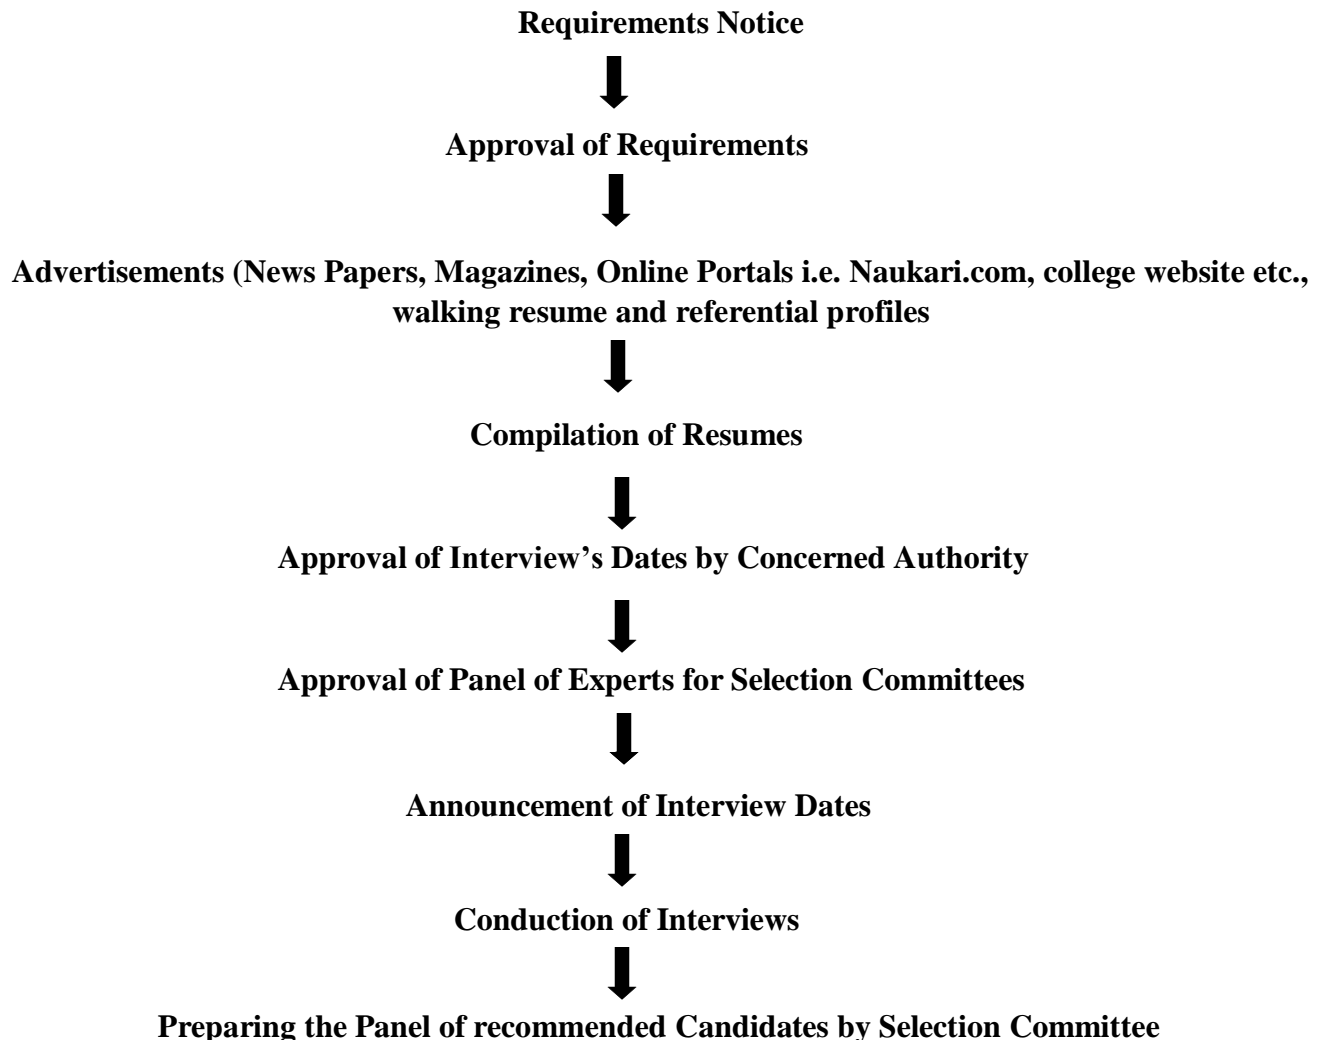 Requirements Notice
Approval of Requirements
Advertisements (News Papers, Magazines, Online Portals i.e. Naukari.com, college website etc.,
walking resume and referential profiles
Compilation of Resumes
Approval of Interview’s Dates by Concerned Authority
Approval of Panel of Experts for Selection Committees
Announcement of Interview Dates
Conduction of Interviews
Preparing the Panel of recommended Candidates by Selection Committee